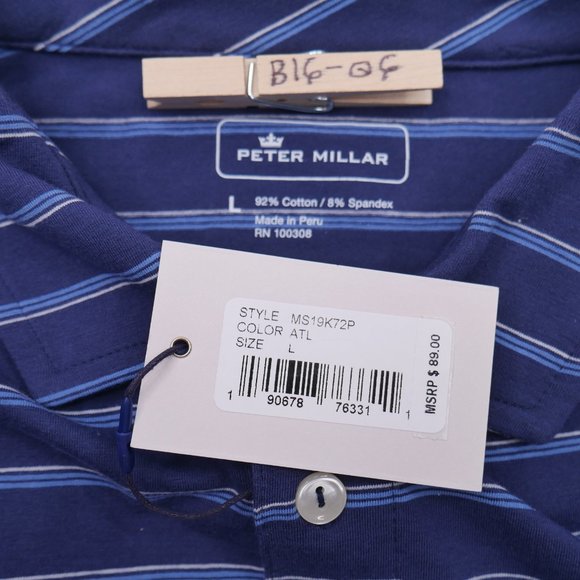 B16-06
PETER MILLAR
L
92% Cotton / 8% Spandex
Made in Peru
RN 100308
STYLE MS19K72P
COLOR ATL
SIZE L
1 90678 76331 1
MSRP $ 89.00